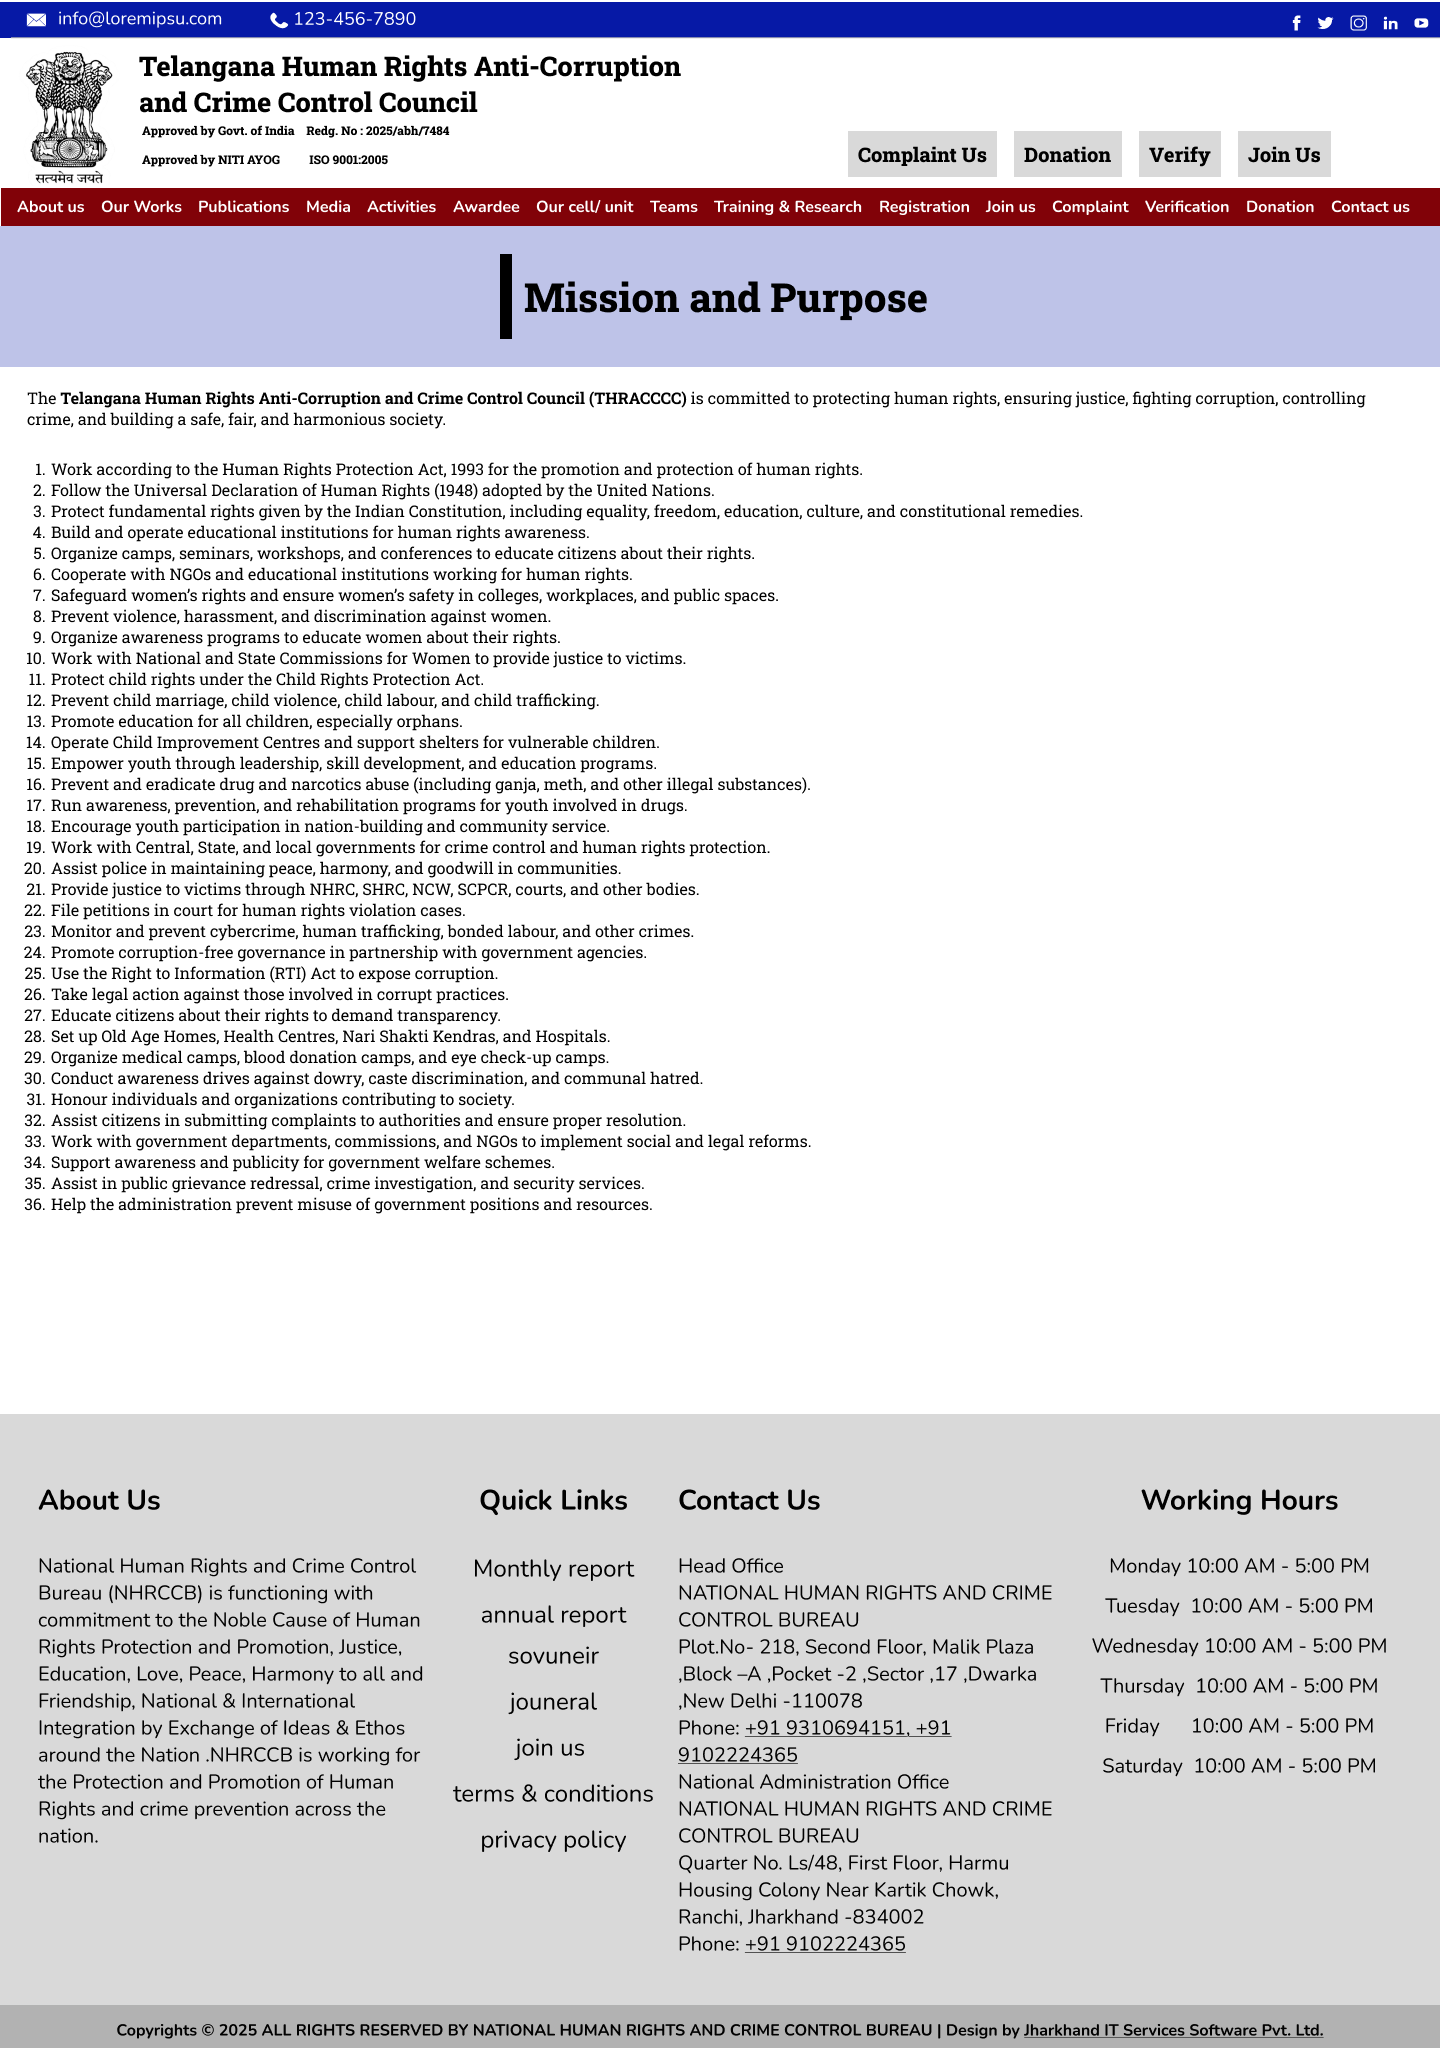 info@loremipsu.com 123-456-7890
Telangana Human Rights Anti-Corruption
and Crime Control Council
Approved by Govt. of India Redg. No : 2025/abh/7484
Approved by NITI AYOG ISO 9001:2005
सत्यमेव जयते
Complaint Us Donation Verify Join Us
About us Our Works Publications Media Activities Awardee Our cell/ unit Teams Training & Research Registration Join us Complaint Verification Donation Contact us
Mission and Purpose
The Telangana Human Rights Anti-Corruption and Crime Control Council (THRACCCC) is committed to protecting human rights, ensuring justice, fighting corruption, controlling
crime, and building a safe, fair, and harmonious society.
1. Work according to the Human Rights Protection Act, 1993 for the promotion and protection of human rights.
2. Follow the Universal Declaration of Human Rights (1948) adopted by the United Nations.
3. Protect fundamental rights given by the Indian Constitution, including equality, freedom, education, culture, and constitutional remedies.
4. Build and operate educational institutions for human rights awareness.
5. Organize camps, seminars, workshops, and conferences to educate citizens about their rights.
6. Cooperate with NGOs and educational institutions working for human rights.
7. Safeguard women’s rights and ensure women’s safety in colleges, workplaces, and public spaces.
8. Prevent violence, harassment, and discrimination against women.
9. Organize awareness programs to educate women about their rights.
10. Work with National and State Commissions for Women to provide justice to victims.
11. Protect child rights under the Child Rights Protection Act.
12. Prevent child marriage, child violence, child labour, and child trafficking.
13. Promote education for all children, especially orphans.
14. Operate Child Improvement Centres and support shelters for vulnerable children.
15. Empower youth through leadership, skill development, and education programs.
16. Prevent and eradicate drug and narcotics abuse (including ganja, meth, and other illegal substances).
17. Run awareness, prevention, and rehabilitation programs for youth involved in drugs.
18. Encourage youth participation in nation-building and community service.
19. Work with Central, State, and local governments for crime control and human rights protection.
20. Assist police in maintaining peace, harmony, and goodwill in communities.
21. Provide justice to victims through NHRC, SHRC, NCW, SCPCR, courts, and other bodies.
22. File petitions in court for human rights violation cases.
23. Monitor and prevent cybercrime, human trafficking, bonded labour, and other crimes.
24. Promote corruption-free governance in partnership with government agencies.
25. Use the Right to Information (RTI) Act to expose corruption.
26. Take legal action against those involved in corrupt practices.
27. Educate citizens about their rights to demand transparency.
28. Set up Old Age Homes, Health Centres, Nari Shakti Kendras, and Hospitals.
29. Organize medical camps, blood donation camps, and eye check-up camps.
30. Conduct awareness drives against dowry, caste discrimination, and communal hatred.
31. Honour individuals and organizations contributing to society.
32. Assist citizens in submitting complaints to authorities and ensure proper resolution.
33. Work with government departments, commissions, and NGOs to implement social and legal reforms.
34. Support awareness and publicity for government welfare schemes.
35. Assist in public grievance redressal, crime investigation, and security services.
36. Help the administration prevent misuse of government positions and resources.
About Us
National Human Rights and Crime Control
Bureau (NHRCCB) is functioning with
commitment to the Noble Cause of Human
Rights Protection and Promotion, Justice,
Education, Love, Peace, Harmony to all and
Friendship, National & International
Integration by Exchange of Ideas & Ethos
around the Nation .NHRCCB is working for
the Protection and Promotion of Human
Rights and crime prevention across the
nation.
Quick Links
Monthly report
annual report
sovuneir
jouneral
join us
terms & conditions
privacy policy
Contact Us
Head Office
NATIONAL HUMAN RIGHTS AND CRIME
CONTROL BUREAU
Plot.No- 218, Second Floor, Malik Plaza
,Block –A ,Pocket -2 ,Sector ,17 ,Dwarka
,New Delhi -110078
Phone: +91 9310694151, +91
9102224365
National Administration Office
NATIONAL HUMAN RIGHTS AND CRIME
CONTROL BUREAU
Quarter No. Ls/48, First Floor, Harmu
Housing Colony Near Kartik Chowk,
Ranchi, Jharkhand -834002
Phone: +91 9102224365
Working Hours
Monday 10:00 AM - 5:00 PM
Tuesday 10:00 AM - 5:00 PM
Wednesday 10:00 AM - 5:00 PM
Thursday 10:00 AM - 5:00 PM
Friday 10:00 AM - 5:00 PM
Saturday 10:00 AM - 5:00 PM
Copyrights © 2025 ALL RIGHTS RESERVED BY NATIONAL HUMAN RIGHTS AND CRIME CONTROL BUREAU | Design by Jharkhand IT Services Software Pvt. Ltd.